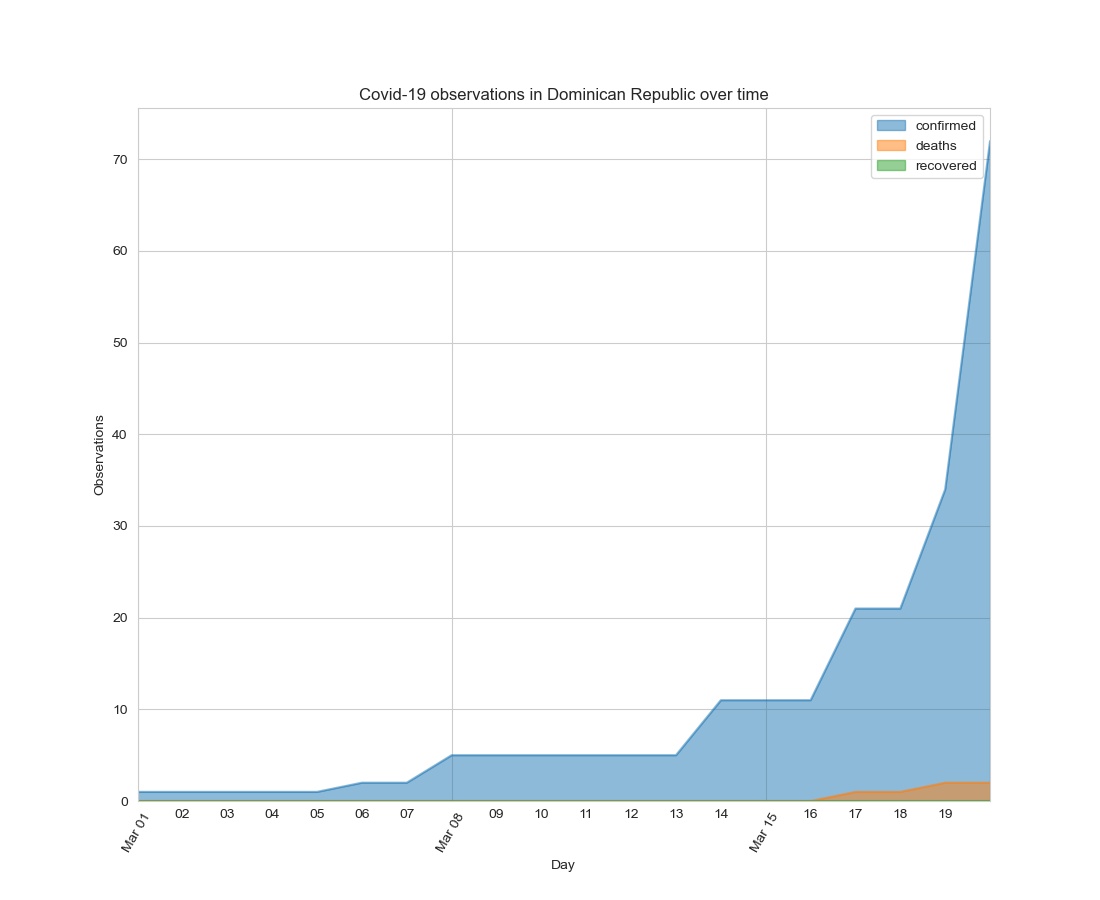 Covid-19 observations in Dominican Republic over time
confirmed
deaths
recovered
70
60
50
40
30
20
10
0
Observations
Mar 01 02 03 04 05 06 07 Mar 08 09 10 11 12 13 14 Mar 15 16 17 18 19
Day